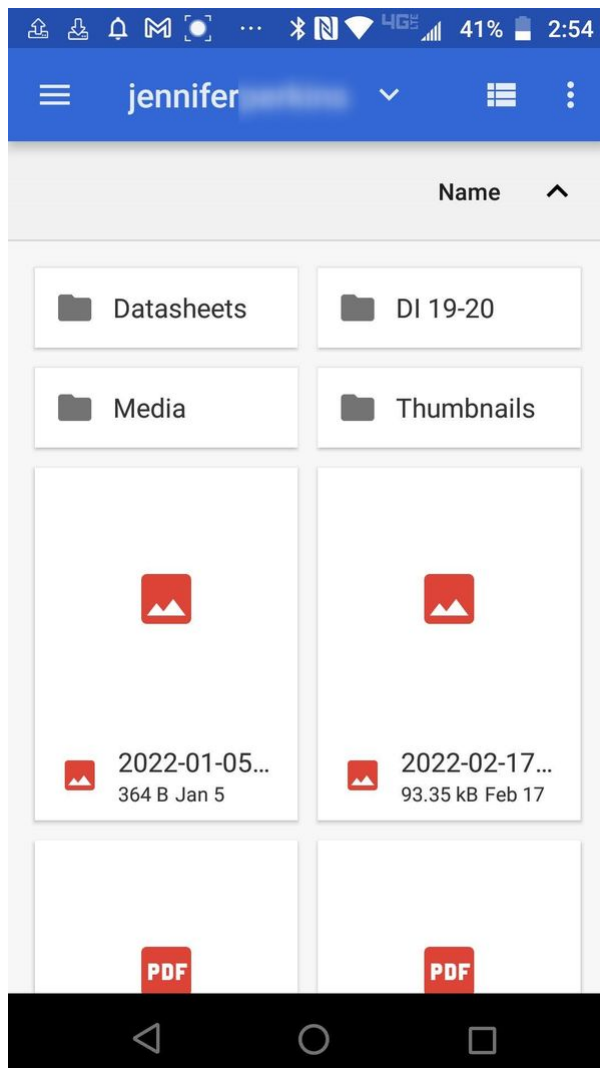 4GE 41% 2:54
jennifer
Name
Datasheets
DI 19-20
Media
Thumbnails
2022-01-05...
364 B Jan 5
2022-02-17...
93.35 kB Feb 17
PDF
PDF